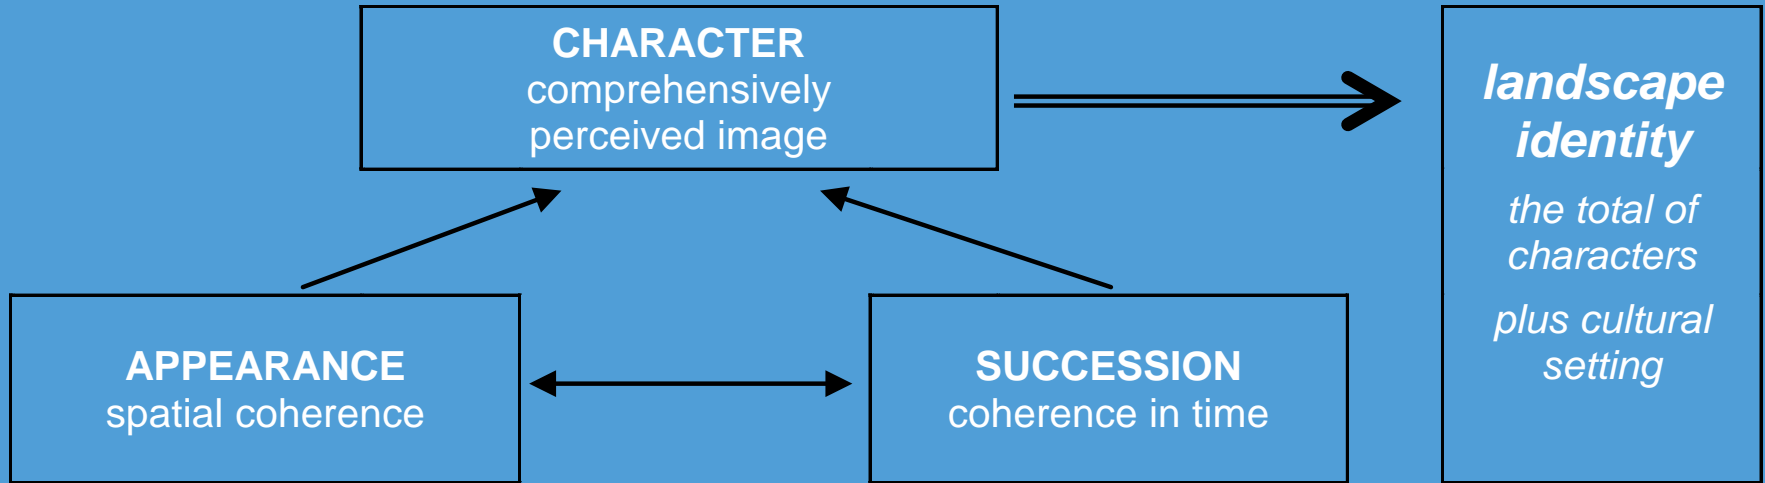 CHARACTER
comprehensively
perceived image
landscape
identity
the total of
characters
plus cultural
setting
APPEARANCE
spatial coherence
SUCCESSION
coherence in time